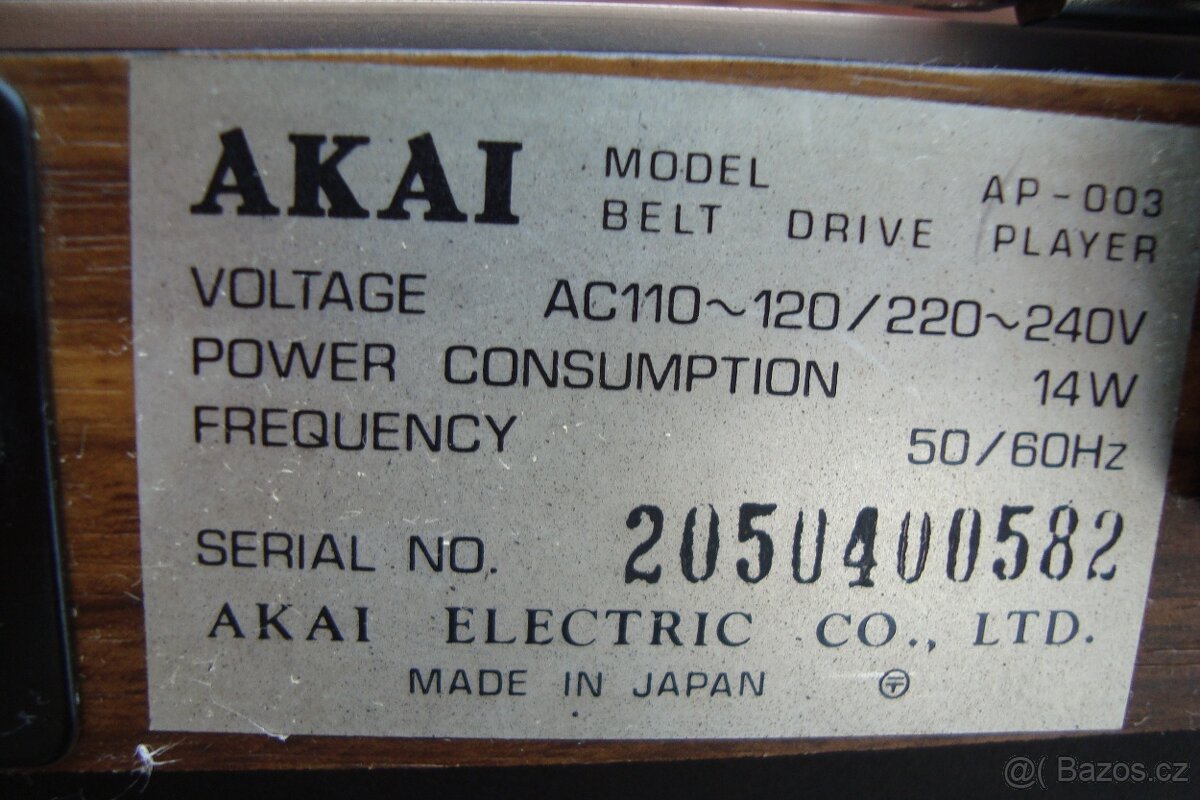 AKAI MODEL AP-003
BELT DRIVE PLAYER
VOLTAGE AC110~120/220~240V
POWER CONSUMPTION 14W
FREQUENCY 50/60Hz
SERIAL NO. 2050400582
AKAI ELECTRIC CO., LTD.
MADE IN JAPAN 〶
@( Bazos.cz